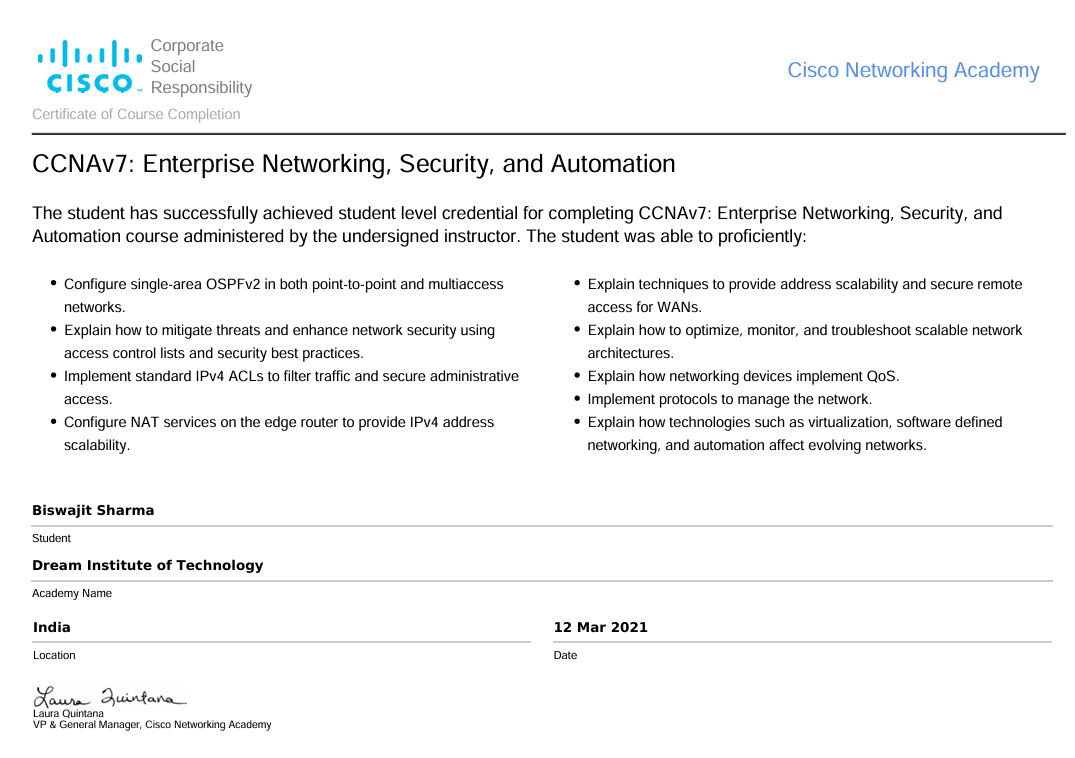 Corporate
Social
Responsibility
CISCO
Cisco Networking Academy
Certificate of Course Completion
CCNAv7: Enterprise Networking, Security, and Automation
The student has successfully achieved student level credential for completing CCNAv7: Enterprise Networking, Security, and
Automation course administered by the undersigned instructor. The student was able to proficiently:
• Configure single-area OSPFv2 in both point-to-point and multiaccess
networks.
• Explain how to mitigate threats and enhance network security using
access control lists and security best practices.
• Implement standard IPv4 ACLs to filter traffic and secure administrative
access.
• Configure NAT services on the edge router to provide IPv4 address
scalability.
• Explain techniques to provide address scalability and secure remote
access for WANs.
• Explain how to optimize, monitor, and troubleshoot scalable network
architectures.
• Explain how networking devices implement QoS.
• Implement protocols to manage the network.
• Explain how technologies such as virtualization, software defined
networking, and automation affect evolving networks.
Biswajit Sharma
Student
Dream Institute of Technology
Academy Name
India
Location
12 Mar 2021
Date
Laura Quintana
Laura Quintana
VP & General Manager, Cisco Networking Academy